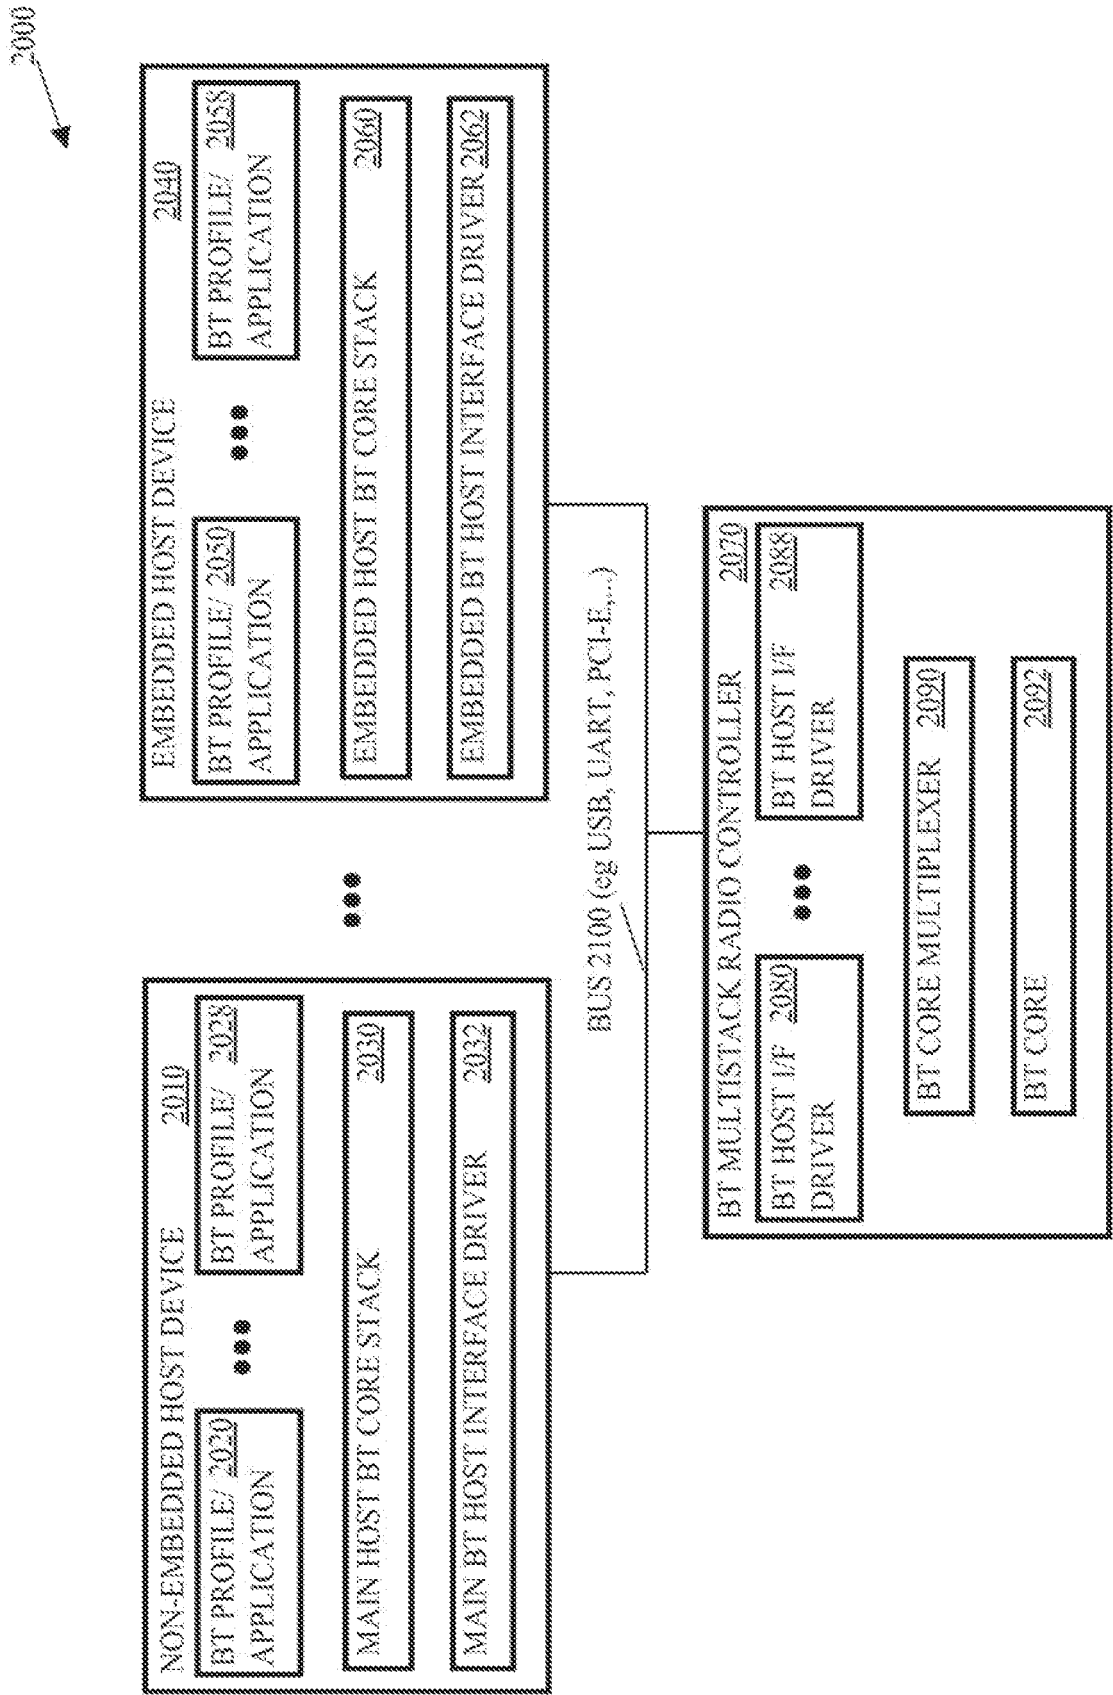 2000
NON-EMBEDDED HOST DEVICE 2010
BT PROFILE/ 2020
APPLICATION
BT PROFILE/ 2028
APPLICATION
MAIN HOST BT CORE STACK 2030
MAIN BT HOST INTERFACE DRIVER 2032
EMBEDDED HOST DEVICE 2040
BT PROFILE/ 2050
APPLICATION
BT PROFILE/ 2058
APPLICATION
EMBEDDED HOST BT CORE STACK 2060
EMBEDDED BT HOST INTERFACE DRIVER 2062
BUS 2100 (eg USB, UART, PCI-E,...)
BT MULTISTACK RADIO CONTROLLER 2070
BT HOST I/F 2080
DRIVER
BT HOST I/F 2088
DRIVER
BT CORE MULTIPLEXER 2090
BT CORE 2092